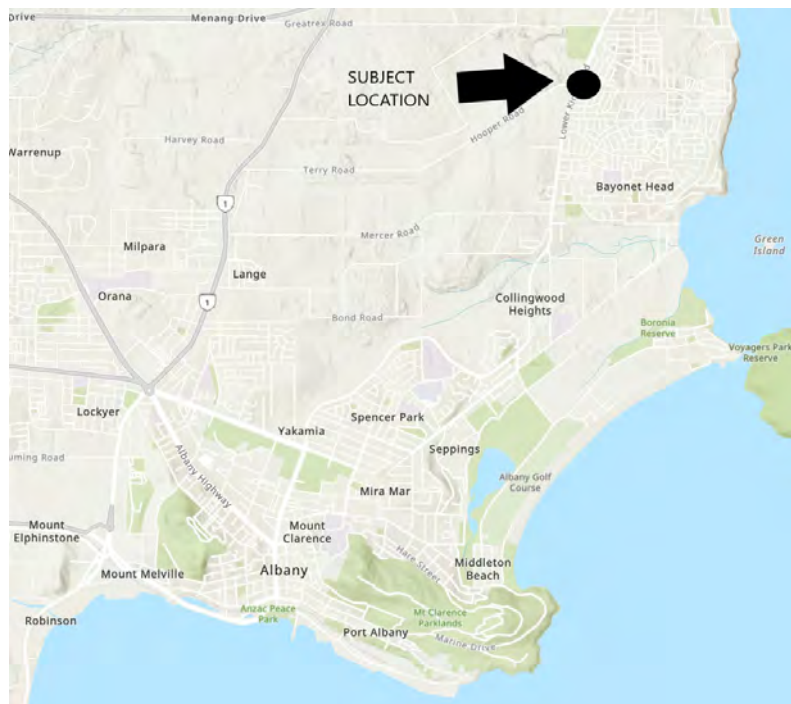 Drive
Menang Drive
Greatrex Road
SUBJECT
LOCATION
Hooper Road
Harvey Road
Warrenup
Terry Road
Bayonet Head
1
Mercer Road
Green
Island
Milpara
Lange
Orana
1
Collingwood
Heights
Bond Road
Boronia
Reserve
Voyagers Park
Reserve
Lockyer
Spencer Park
Yakamia
Seppings
uming Road
Albany Highway
Albany Golf
Course
Mira Mar
Mount
Elphinstone
Mount
Clarence
Hare Street
Middleton
Beach
Mount Melville
Albany
Anzac Peace
Park
Mt Clarence
Parklands
Robinson
Port Albany
Marine Drive